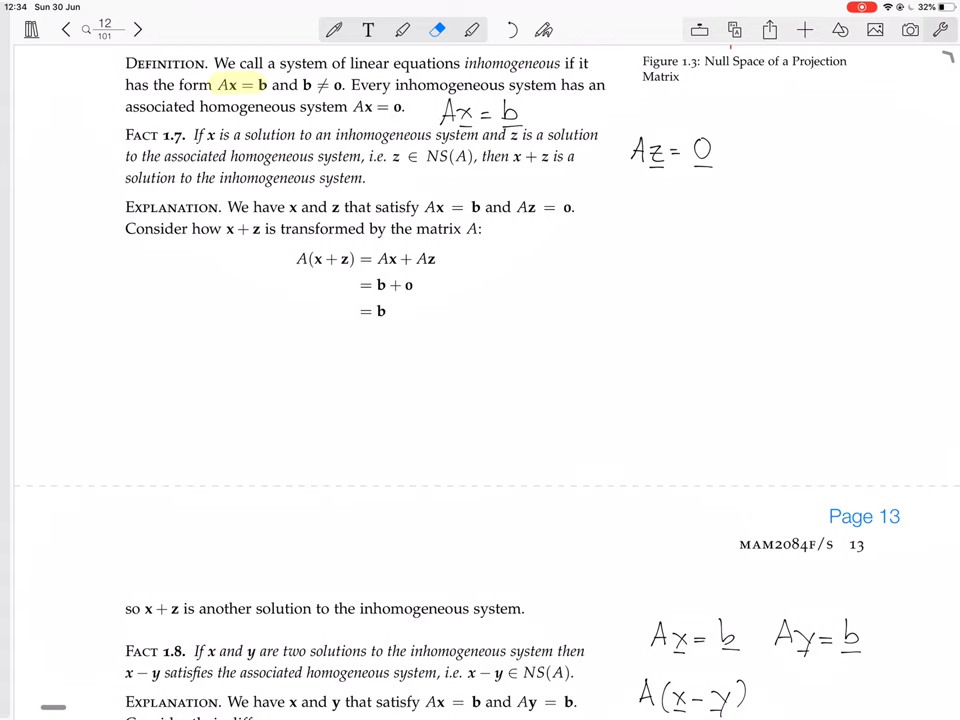 12:34 Sun 30 Jun
32%
12
101
T
DEFINITION. We call a system of linear equations inhomogeneous if it
has the form Ax = b and b ≠ 0. Every inhomogeneous system has an
associated homogeneous system Ax = 0.
Ax = b
FACT 1.7. If x is a solution to an inhomogeneous system and z is a solution
to the associated homogeneous system, i.e. z ∈ NS(A), then x + z is a
solution to the inhomogeneous system.
EXPLANATION. We have x and z that satisfy Ax = b and Az = 0.
Consider how x + z is transformed by the matrix A:
A(x + z) = Ax + Az
= b + 0
= b
Figure 1.3: Null Space of a Projection
Matrix
Az = 0
Page 13
MAM2084F/S 13
so x + z is another solution to the inhomogeneous system.
FACT 1.8. If x and y are two solutions to the inhomogeneous system then
x − y satisfies the associated homogeneous system, i.e. x − y ∈ NS(A).
EXPLANATION. We have x and y that satisfy Ax = b and Ay = b.
Ax = b Ay = b
A(x − y)